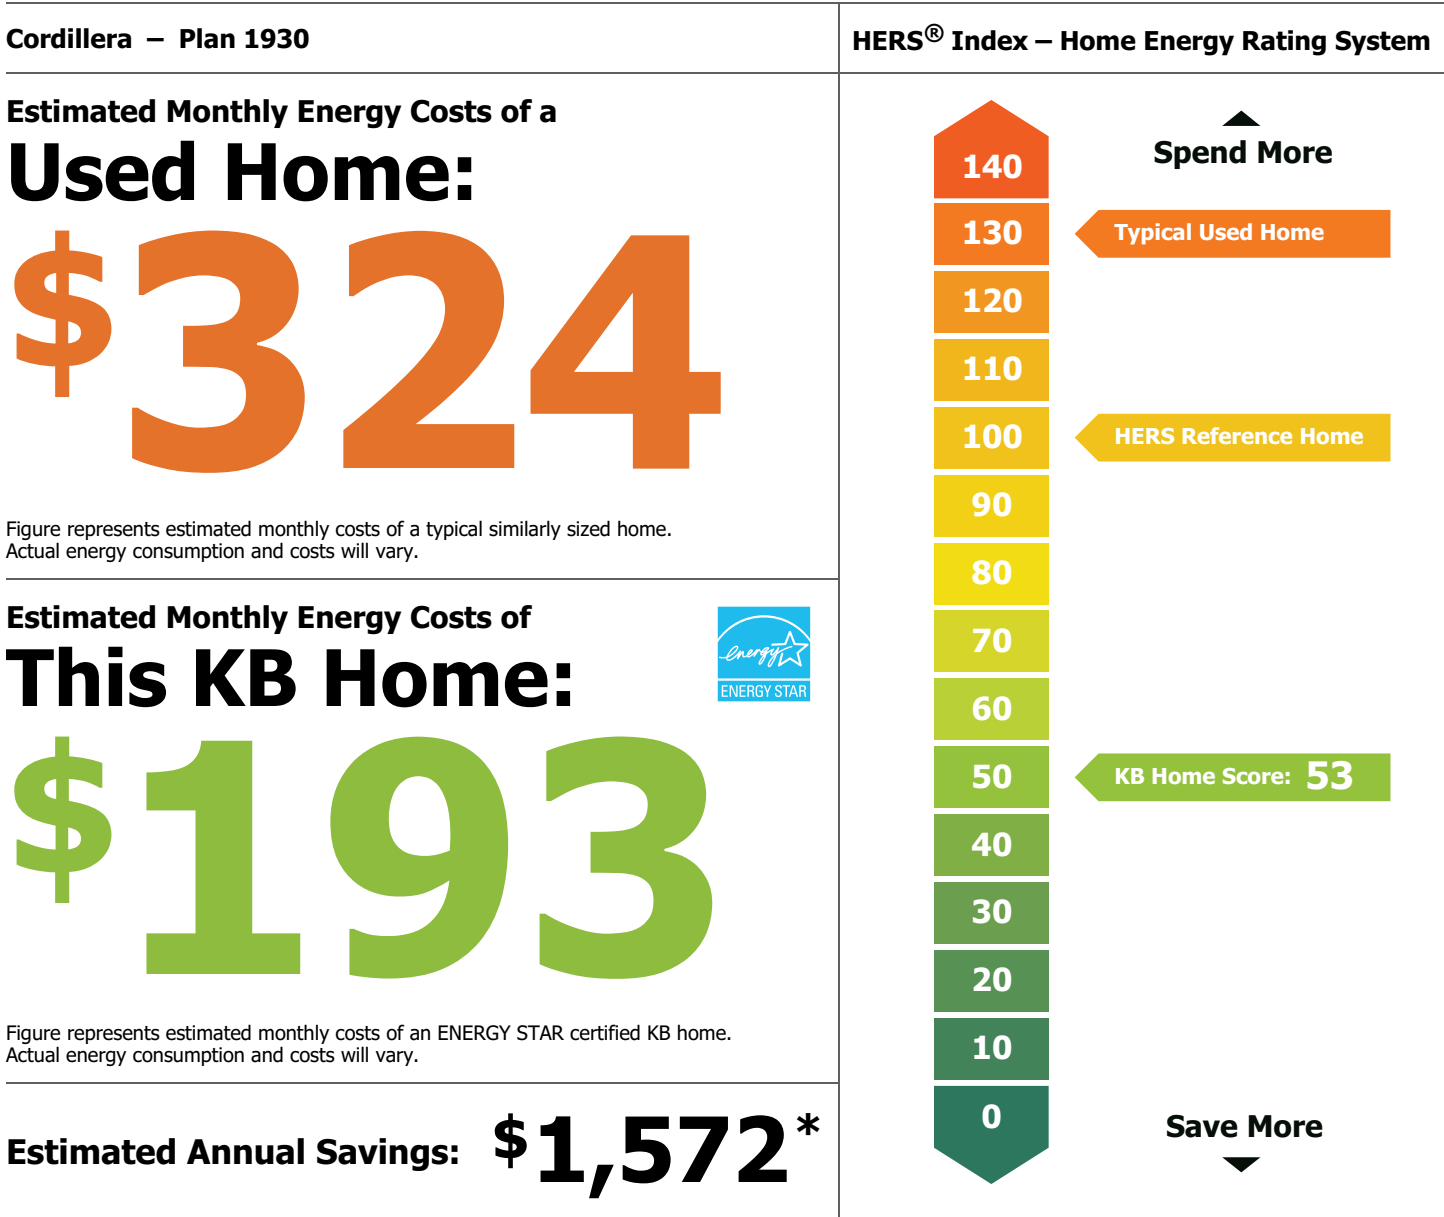 Cordillera – Plan 1930
Estimated Monthly Energy Costs of a
Used Home:
$324
Figure represents estimated monthly costs of a typical similarly sized home.
Actual energy consumption and costs will vary.
Estimated Monthly Energy Costs of
This KB Home:
energy
ENERGY STAR
$193
Figure represents estimated monthly costs of an ENERGY STAR certified KB home.
Actual energy consumption and costs will vary.
Estimated Annual Savings: $1,572*
HERS® Index – Home Energy Rating System
Spend More
140
130 Typical Used Home
120
110
100 HERS Reference Home
90
80
70
60
50 KB Home Score: 53
40
30
20
10
0
Save More